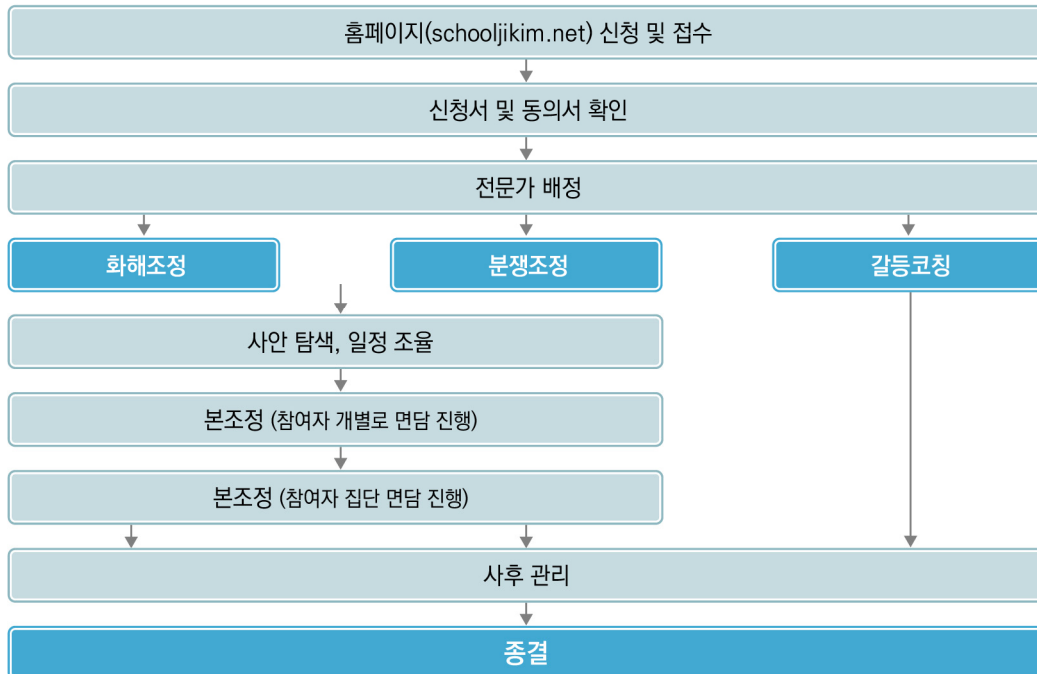 홈페이지(schooljikim.net) 신청 및 접수
신청서 및 동의서 확인
전문가 배정
화해조정
분쟁조정
갈등코칭
사안 탐색, 일정 조율
본조정 (참여자 개별로 면담 진행)
본조정 (참여자 집단 면담 진행)
사후 관리
종결